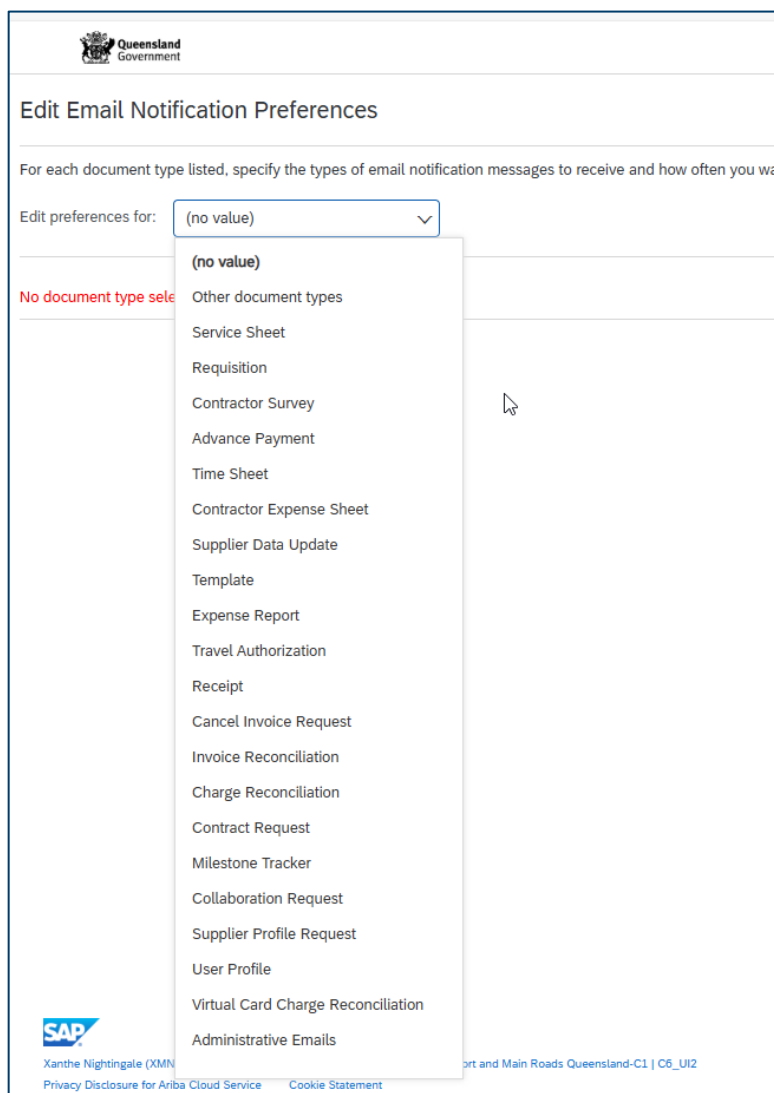 Queensland
Government
Edit Email Notification Preferences
For each document type listed, specify the types of email notification messages to receive and how often you
Edit preferences for:
(no value)
(no value)
No document type
Other document types
Service Sheet
Requisition
Contractor Survey
Advance Payment
Time Sheet
Contractor Expense Sheet
Supplier Data Update
Template
Expense Report
Travel Authorization
Receipt
Cancel Invoice Request
Invoice Reconciliation
Charge Reconciliation
Contract Request
Milestone Tracker
Collaboration Request
Supplier Profile Request
User Profile
Virtual Card Charge Reconciliation
Administrative Emails
SAP
Xanthe Nightingale (XMN ort and Main Roads Queensland-C1 | C6_UI2
Privacy Disclosure for Ariba Cloud Service Cookie Statement